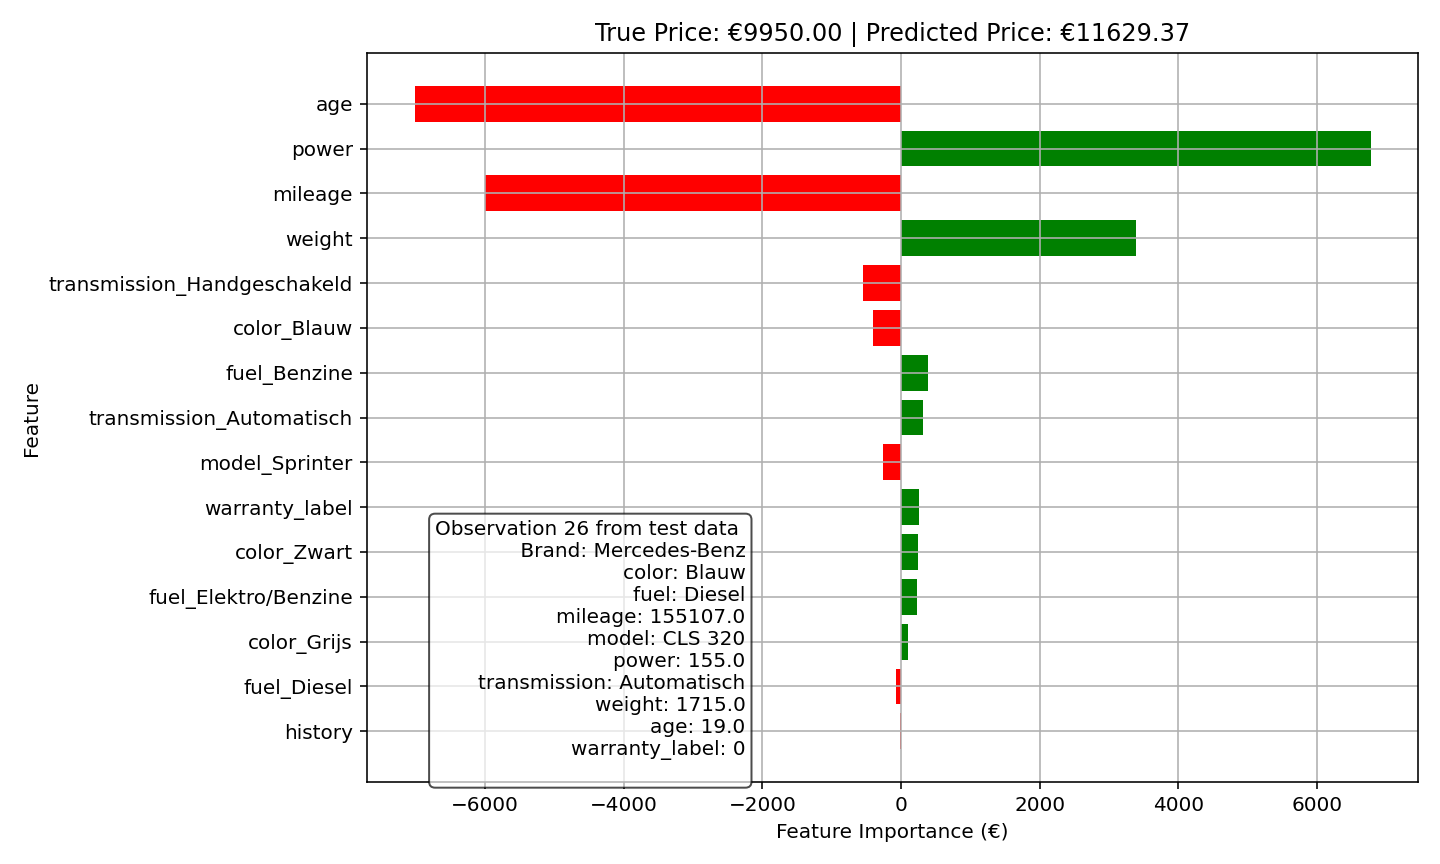 True Price: €9950.00 | Predicted Price: €11629.37
age
power
mileage
weight
transmission_Handgeschakeld
color_Blauw
fuel_Benzine
transmission_Automatisch
model_Sprinter
warranty_label
color_Zwart
fuel_Elektro/Benzine
color_Grijs
fuel_Diesel
history
Feature
Observation 26 from test data
Brand: Mercedes-Benz
color: Blauw
fuel: Diesel
mileage: 155107.0
model: CLS 320
power: 155.0
transmission: Automatisch
weight: 1715.0
age: 19.0
warranty_label: 0
−6000 −4000 −2000 0 2000 4000 6000
Feature Importance (€)